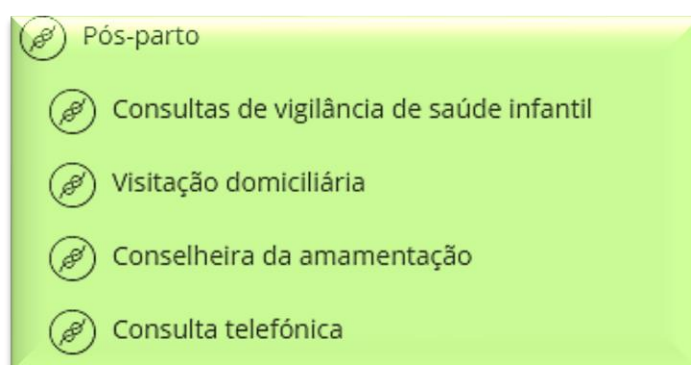 Pós-parto
Consultas de vigilância de saúde infantil
Visitação domiciliária
Conselheira da amamentação
Consulta telefónica